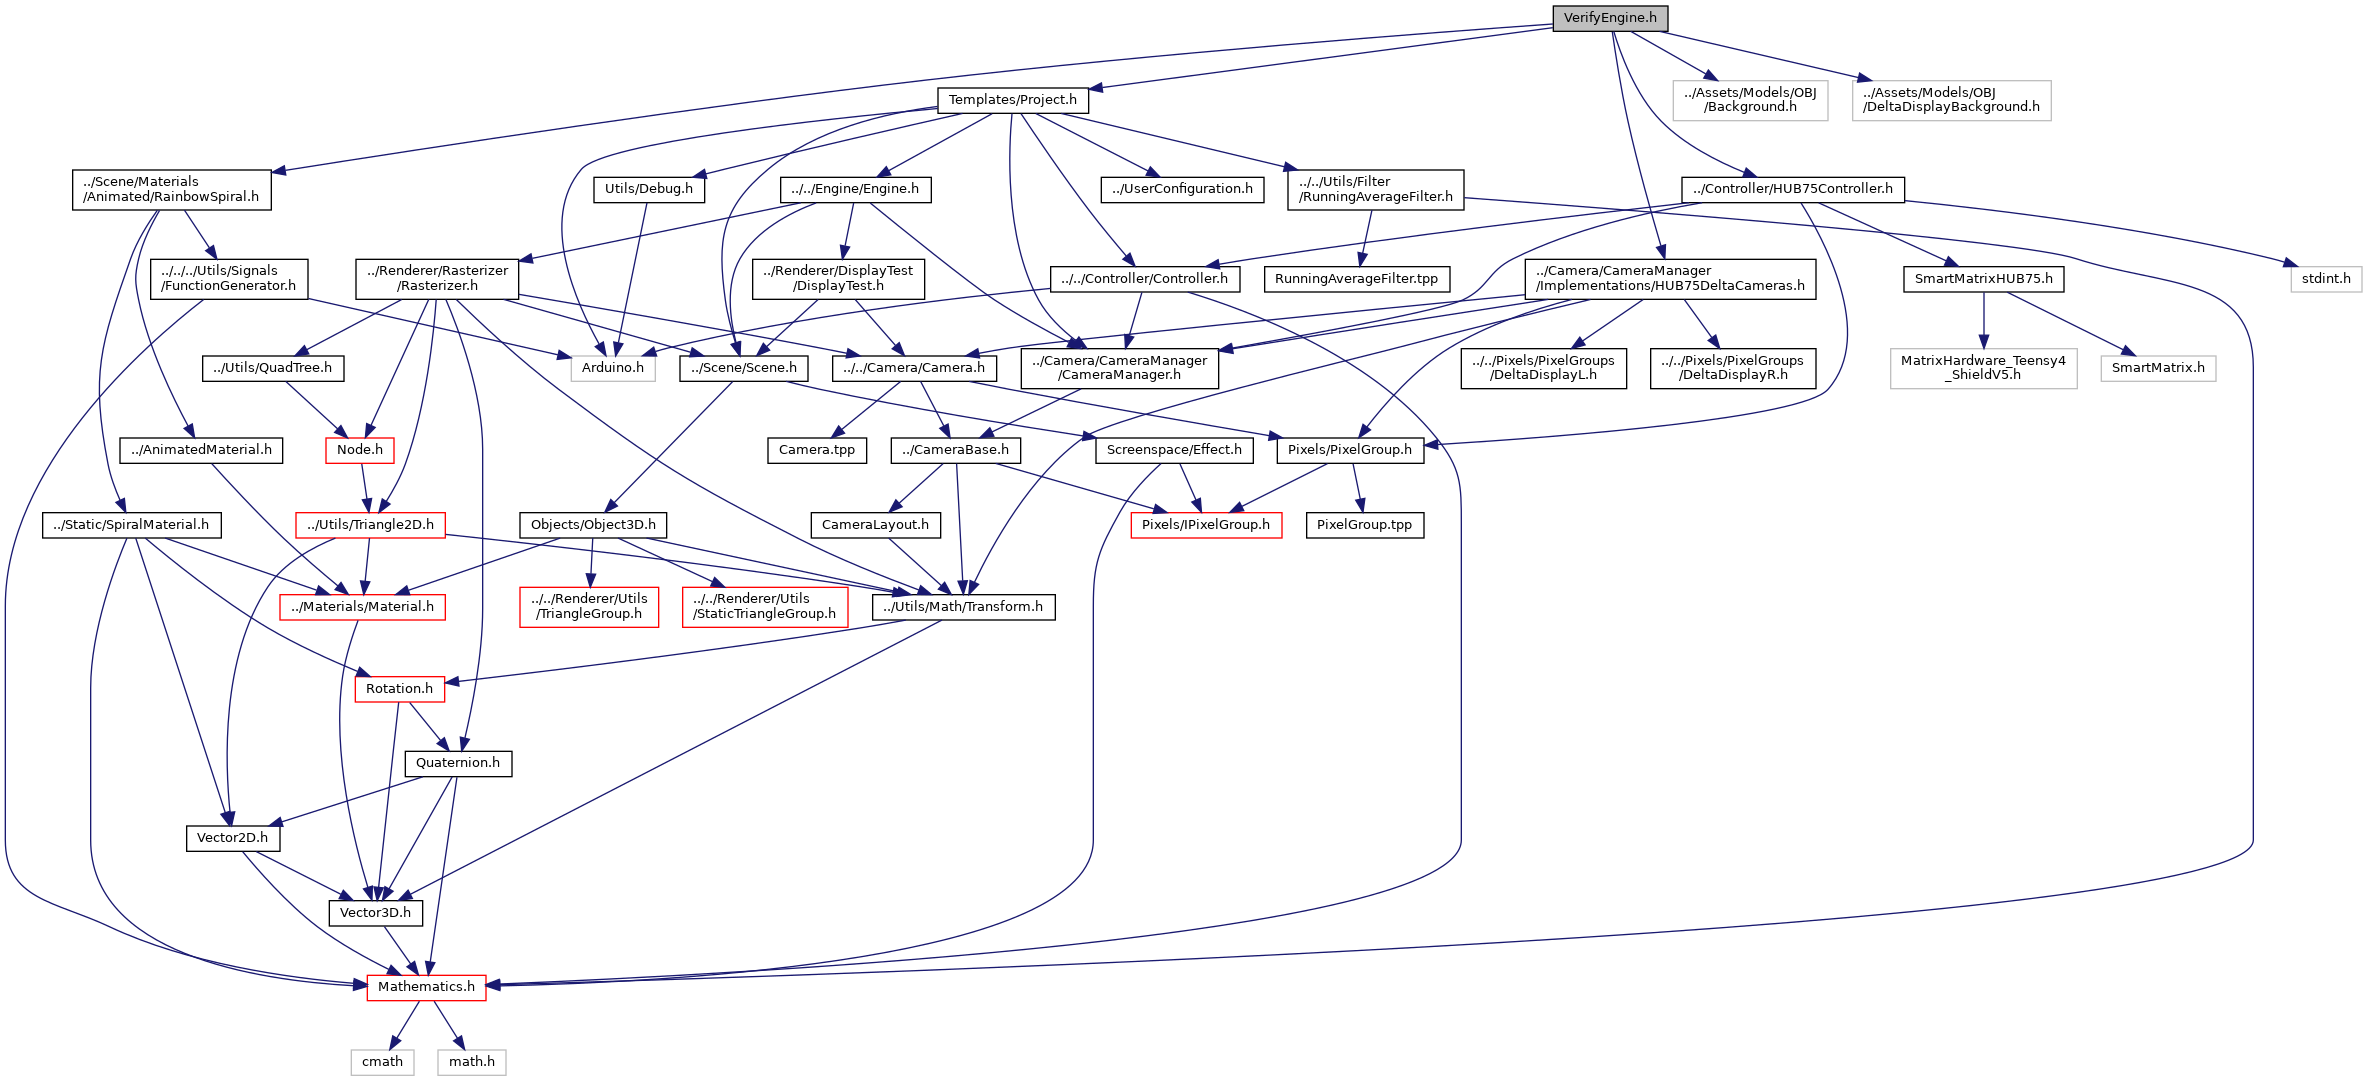 VerifyEngine.h
Templates/Project.h
../Assets/Models/OBJ
/Background.h
../Assets/Models/OBJ
/DeltaDisplayBackground.h
../Scene/Materials
/Animated/RainbowSpiral.h
Utils/Debug.h
../../Engine/Engine.h
../UserConfiguration.h
../../Utils/Filter
/RunningAverageFilter.h
../Controller/HUB75Controller.h
../../../Utils/Signals
/FunctionGenerator.h
../Renderer/Rasterizer
/Rasterizer.h
../Renderer/DisplayTest
/DisplayTest.h
../../Controller/Controller.h
RunningAverageFilter.tpp
../Camera/CameraManager
/Implementations/HUB75DeltaCameras.h
SmartMatrixHUB75.h
stdint.h
../Utils/QuadTree.h
Arduino.h
../Scene/Scene.h
../../Camera/Camera.h
../Camera/CameraManager
/CameraManager.h
../../Pixels/PixelGroups
/DeltaDisplayL.h
../../Pixels/PixelGroups
/DeltaDisplayR.h
MatrixHardware_Teensy4
_ShieldV5.h
SmartMatrix.h
../AnimatedMaterial.h
Node.h
Camera.tpp
../CameraBase.h
Screenspace/Effect.h
Pixels/PixelGroup.h
../Static/SpiralMaterial.h
../Utils/Triangle2D.h
Objects/Object3D.h
CameraLayout.h
Pixels/IPixelGroup.h
PixelGroup.tpp
../Materials/Material.h
../../Renderer/Utils
/TriangleGroup.h
../../Renderer/Utils
/StaticTriangleGroup.h
../Utils/Math/Transform.h
Rotation.h
Quaternion.h
Vector2D.h
Vector3D.h
Mathematics.h
cmath
math.h